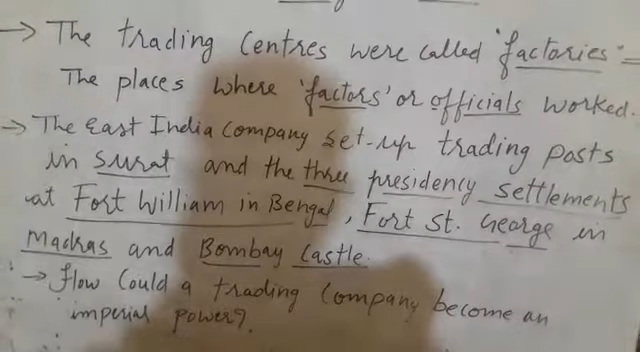 → The trading Centres were called 'factories' =
The places where 'factors' or officials worked.
→ The East India Company set-up trading posts
in Surat and the three presidency settlements
at Fort William in Bengal, Fort St. George in
Madras and Bombay Castle.
→ How Could a trading Company become an
imperial power?